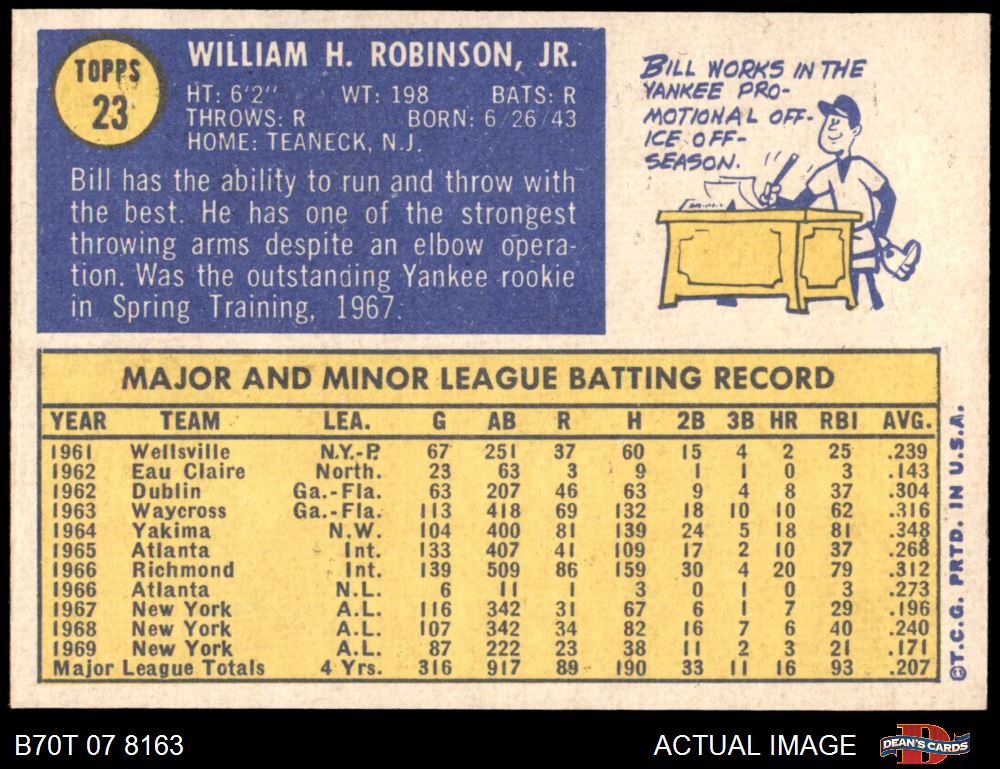 TOPPS
23
WILLIAM H. ROBINSON, JR.
HT: 6'2" WT: 198 BATS: R
THROWS: R BORN: 6/26/43
HOME: TEANECK, N.J.
Bill has the ability to run and throw with
the best. He has one of the strongest
throwing arms despite an elbow opera-
tion. Was the outstanding Yankee rookie
in Spring Training, 1967.
BILL WORKS IN THE
YANKEE PRO-
MOTIONAL OFF-
ICE OFF-
SEASON.
MAJOR AND MINOR LEAGUE BATTING RECORD
YEAR TEAM LEA. G AB R H 2B 3B HR RBI AVG.
1961 Wellsville N.Y.-P. 67 251 37 60 15 4 2 25 .239
1962 Eau Claire North. 23 63 3 9 1 1 0 3 .143
1962 Dublin Ga.-Fla. 63 207 46 63 9 4 8 37 .304
1963 Waycross Ga.-Fla. 113 418 69 132 18 10 10 62 .316
1964 Yakima N.W. 104 400 81 139 24 5 18 81 .348
1965 Atlanta Int. 133 407 41 109 17 2 10 37 .268
1966 Richmond Int. 139 509 86 159 30 4 20 79 .312
1966 Atlanta N.L. 6 11 1 3 0 1 0 3 .273
1967 New York A.L. 116 342 31 67 6 1 7 29 .196
1968 New York A.L. 107 342 34 82 16 7 6 40 .240
1969 New York A.L. 87 222 23 38 11 2 3 21 .171
Major League Totals 4 Yrs. 316 917 89 190 33 11 16 93 .207
©T.C.G. PRTD. IN U.S.A.
B70T 07 8163
ACTUAL IMAGE
DEAN'S CARDS